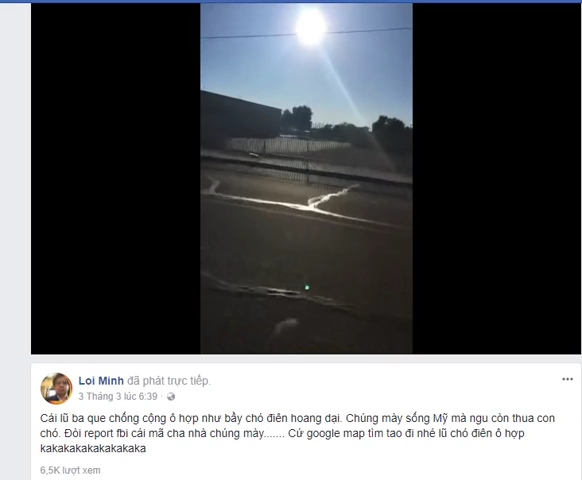 Loi Minh đã phát trực tiếp.
3 Tháng 3 lúc 6:39 ·
Cái lũ ba que chống cộng ô hợp như bầy chó điên hoang dại. Chúng mày sống Mỹ mà ngu còn thua con
chó. Đòi report fbi cái mã cha nhà chúng mày....... Cứ google map tìm tao đi nhé lũ chó điên ô hợp
kakakakakakakakaka
6,5K lượt xem